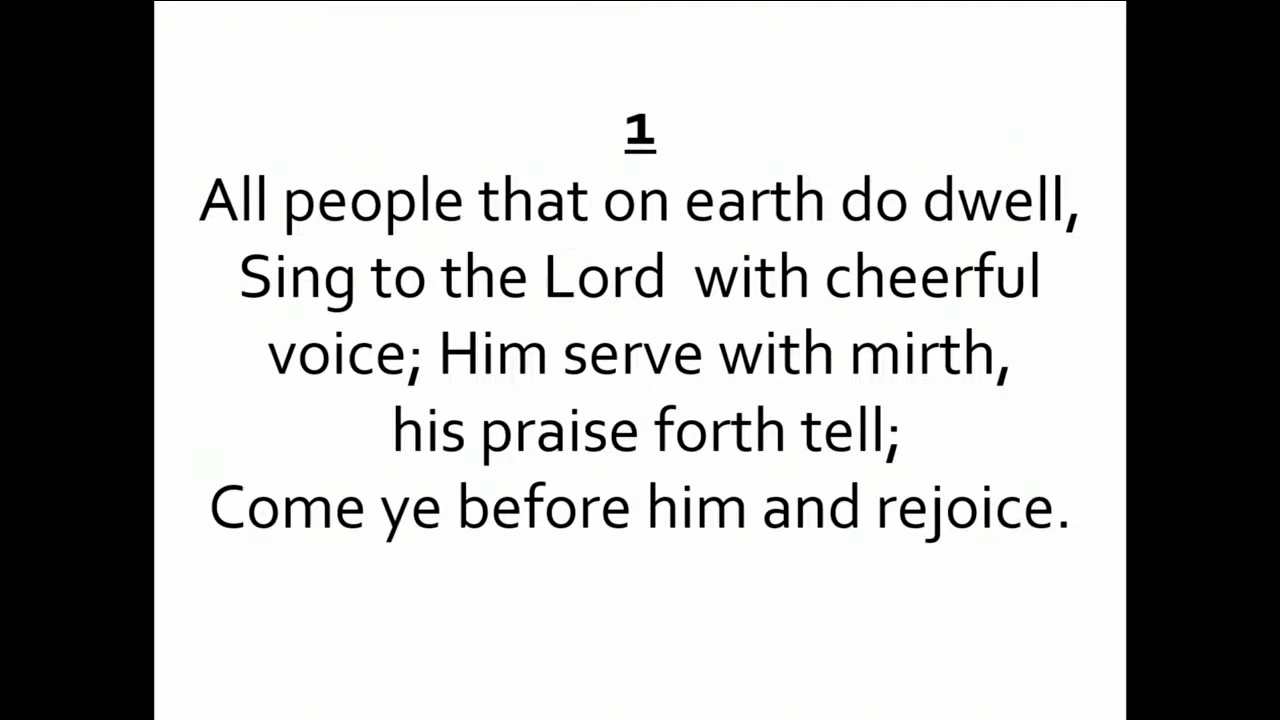 1
All people that on earth do dwell,
Sing to the Lord  with cheerful
voice; Him serve with mirth,
his praise forth tell;
Come ye before him and rejoice.